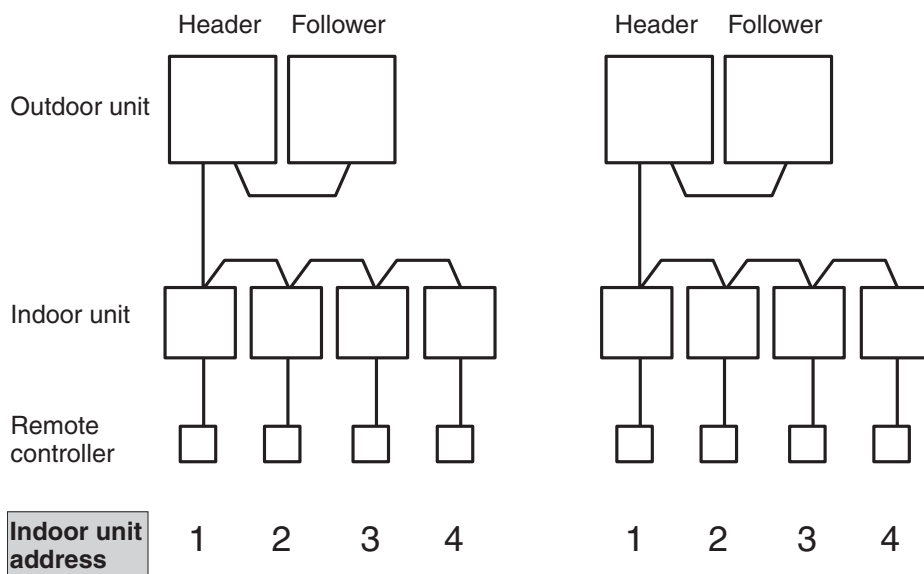 Header Follower Header Follower
Outdoor unit
Indoor unit
Remote
controller
Indoor unit
address
1 2 3 4 1 2 3 4